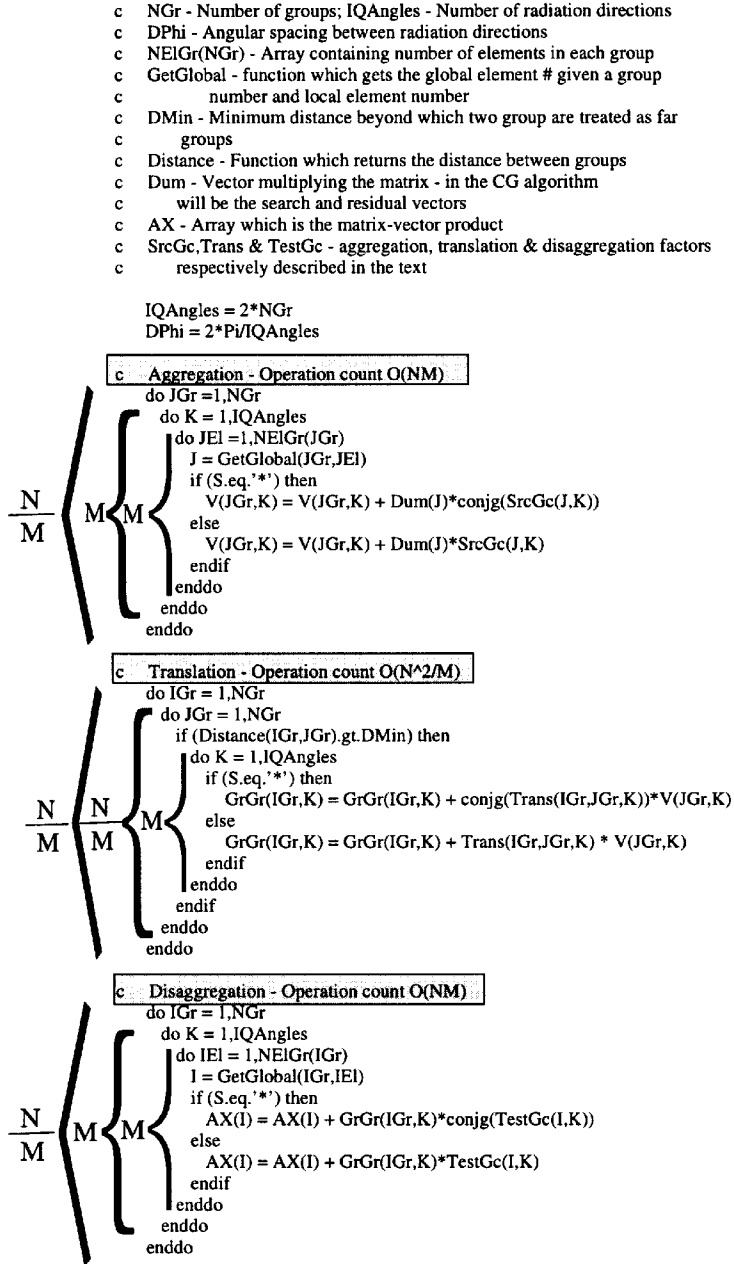 c NGr - Number of groups; IQAngles - Number of radiation directions
c DPhi - Angular spacing between radiation directions
c NElGr(NGr) - Array containing number of elements in each group
c GetGlobal - function which gets the global element # given a group
c number and local element number
c DMin - Minimum distance beyond which two group are treated as far
c groups
c Distance - Function which returns the distance between groups
c Dum - Vector multiplying the matrix - in the CG algorithm
c will be the search and residual vectors
c AX - Array which is the matrix-vector product
c SrcGc,Trans & TestGc - aggregation, translation & disaggregation factors
c respectively described in the text
IQAngles = 2*NGr
DPhi = 2*Pi/IQAngles
c Aggregation - Operation count O(NM)
do JGr =1,NGr
do K = 1,IQAngles
do JEl =1,NElGr(JGr)
J = GetGlobal(JGr,JEl)
if (S.eq.'*') then
V(JGr,K) = V(JGr,K) + Dum(J)*conjg(SrcGc(J,K))
else
V(JGr,K) = V(JGr,K) + Dum(J)*SrcGc(J,K)
endif
enddo
enddo
enddo
N
M
M
M
c Translation - Operation count O(N^2/M)
do IGr = 1,NGr
do JGr = 1,NGr
if (Distance(IGr,JGr).gt.DMin) then
do K = 1,IQAngles
if (S.eq.'*') then
GrGr(IGr,K) = GrGr(IGr,K) + conjg(Trans(IGr,JGr,K))*V(JGr,K)
else
GrGr(IGr,K) = GrGr(IGr,K) + Trans(IGr,JGr,K) * V(JGr,K)
endif
enddo
endif
enddo
enddo
N
M
N
M
M
c Disaggregation - Operation count O(NM)
do IGr = 1,NGr
do K = 1,IQAngles
do IEl = 1,NElGr(IGr)
I = GetGlobal(IGr,IEl)
if (S.eq.'*') then
AX(I) = AX(I) + GrGr(IGr,K)*conjg(TestGc(I,K))
else
AX(I) = AX(I) + GrGr(IGr,K)*TestGc(I,K)
endif
enddo
enddo
enddo
N
M
M
M